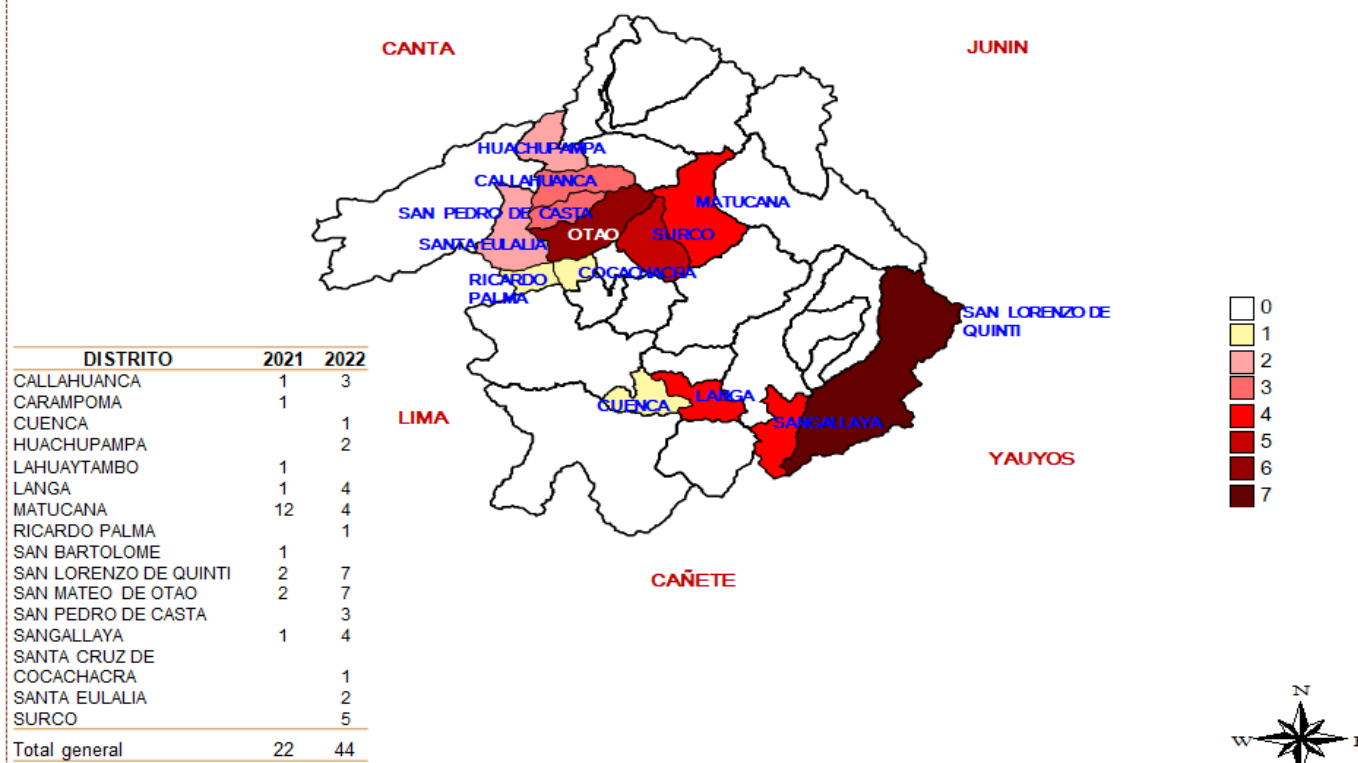 CANTA
JUNIN
HUACHUPAMPA
CALLAHUANCA
MATUCANA
SAN PEDRO DE CASTA
OTAO
SURCO
SANTA EULALIA
COCACHACRA
RICARDO
PALMA
SAN LORENZO DE
QUINTI
LANGA
CUENCA
SANGALLAYA
LIMA
YAUYOS
CAÑETE
0
1
2
3
4
5
6
7
DISTRITO 2021 2022
CALLAHUANCA 1 3
CARAMPOMA 1
CUENCA 1
HUACHUPAMPA 2
LAHUAYTAMBO 1
LANGA 1 4
MATUCANA 12 4
RICARDO PALMA 1
SAN BARTOLOME 1
SAN LORENZO DE QUINTI 2 7
SAN MATEO DE OTAO 2 7
SAN PEDRO DE CASTA 3
SANGALLAYA 1 4
SANTA CRUZ DE
COCACHACRA 1
SANTA EULALIA 2
SURCO 5
Total general 22 44
N
W